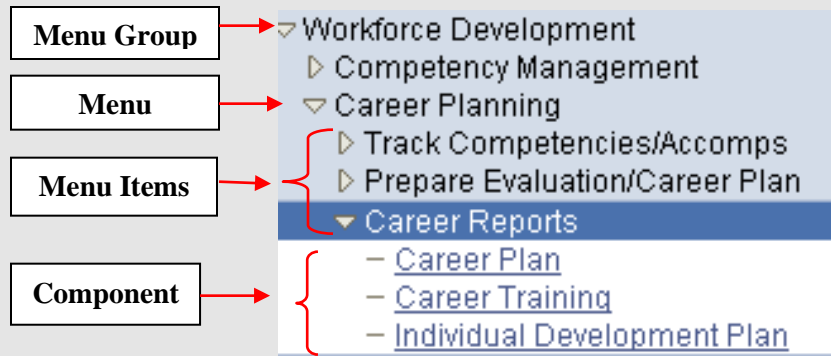 Menu Group
Workforce Development
Competency Management
Menu
Career Planning
Track Competencies/Accomps
Menu Items
Prepare Evaluation/Career Plan
Career Reports
Career Plan
Component
Career Training
Individual Development Plan